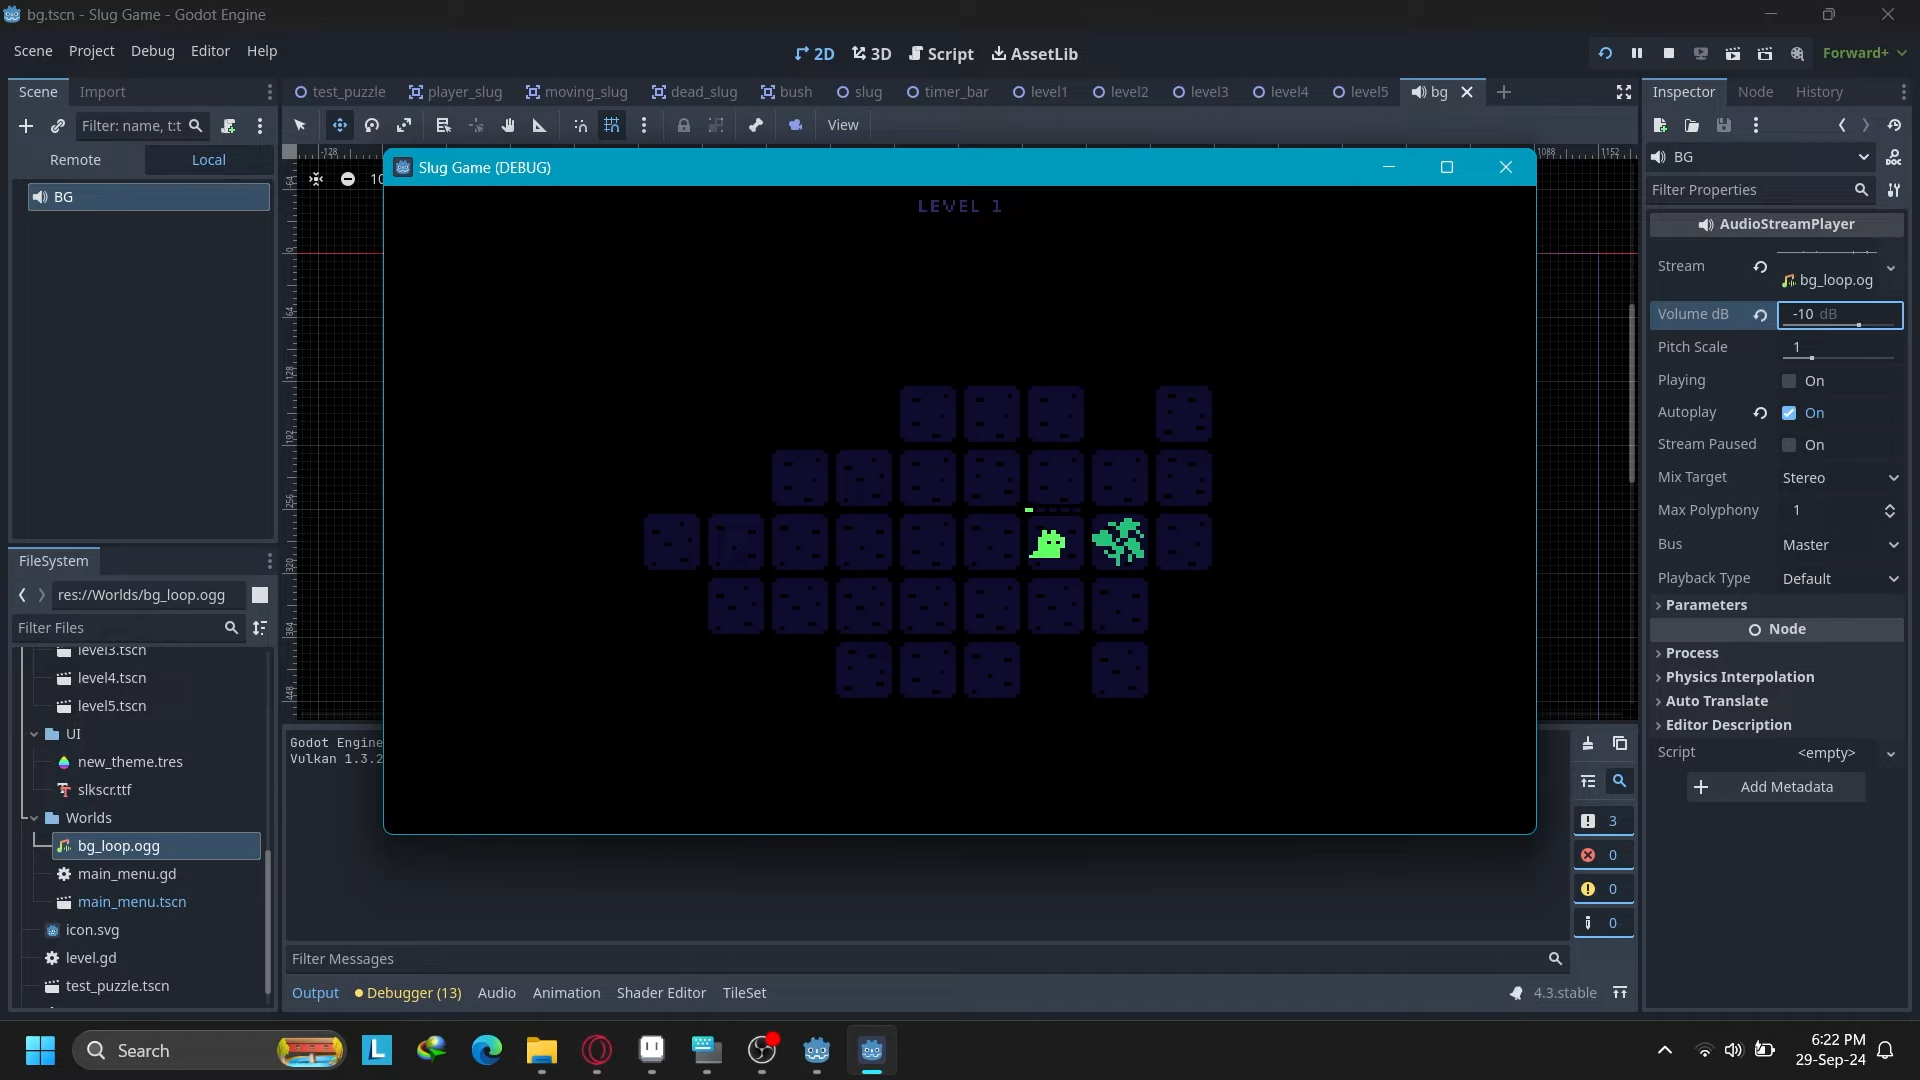 bg.tscn - Slug Game - Godot Engine
Scene Project Debug Editor Help
2D 3D Script AssetLib
Forward+
Scene Import
test_puzzle player_slug moving_slug dead_slug bush slug timer_bar level1 level2 level3 level4 level5 bg
Inspector Node History
Filter: name, t:t
View
Remote Local
BG
Slug Game (DEBUG)
LEVEL 1
BG
Filter Properties
AudioStreamPlayer
Stream
bg_loop.og
Volume dB -10 dB
Pitch Scale 1
Playing On
Autoplay On
Stream Paused On
Mix Target Stereo
Max Polyphony 1
Bus Master
Playback Type Default
Parameters
Node
Process
Physics Interpolation
Auto Translate
Editor Description
Script <empty>
Add Metadata
FileSystem
res://Worlds/bg_loop.ogg
Filter Files
level3.tscn
level4.tscn
level5.tscn
UI
new_theme.tres
slkscr.ttf
Worlds
bg_loop.ogg
main_menu.gd
main_menu.tscn
icon.svg
level.gd
test_puzzle.tscn
Godot Engine
Vulkan 1.3.2
3
0
0
0
Filter Messages
Output Debugger (13) Audio Animation Shader Editor TileSet
4.3.stable
Search
6:22 PM
29-Sep-24